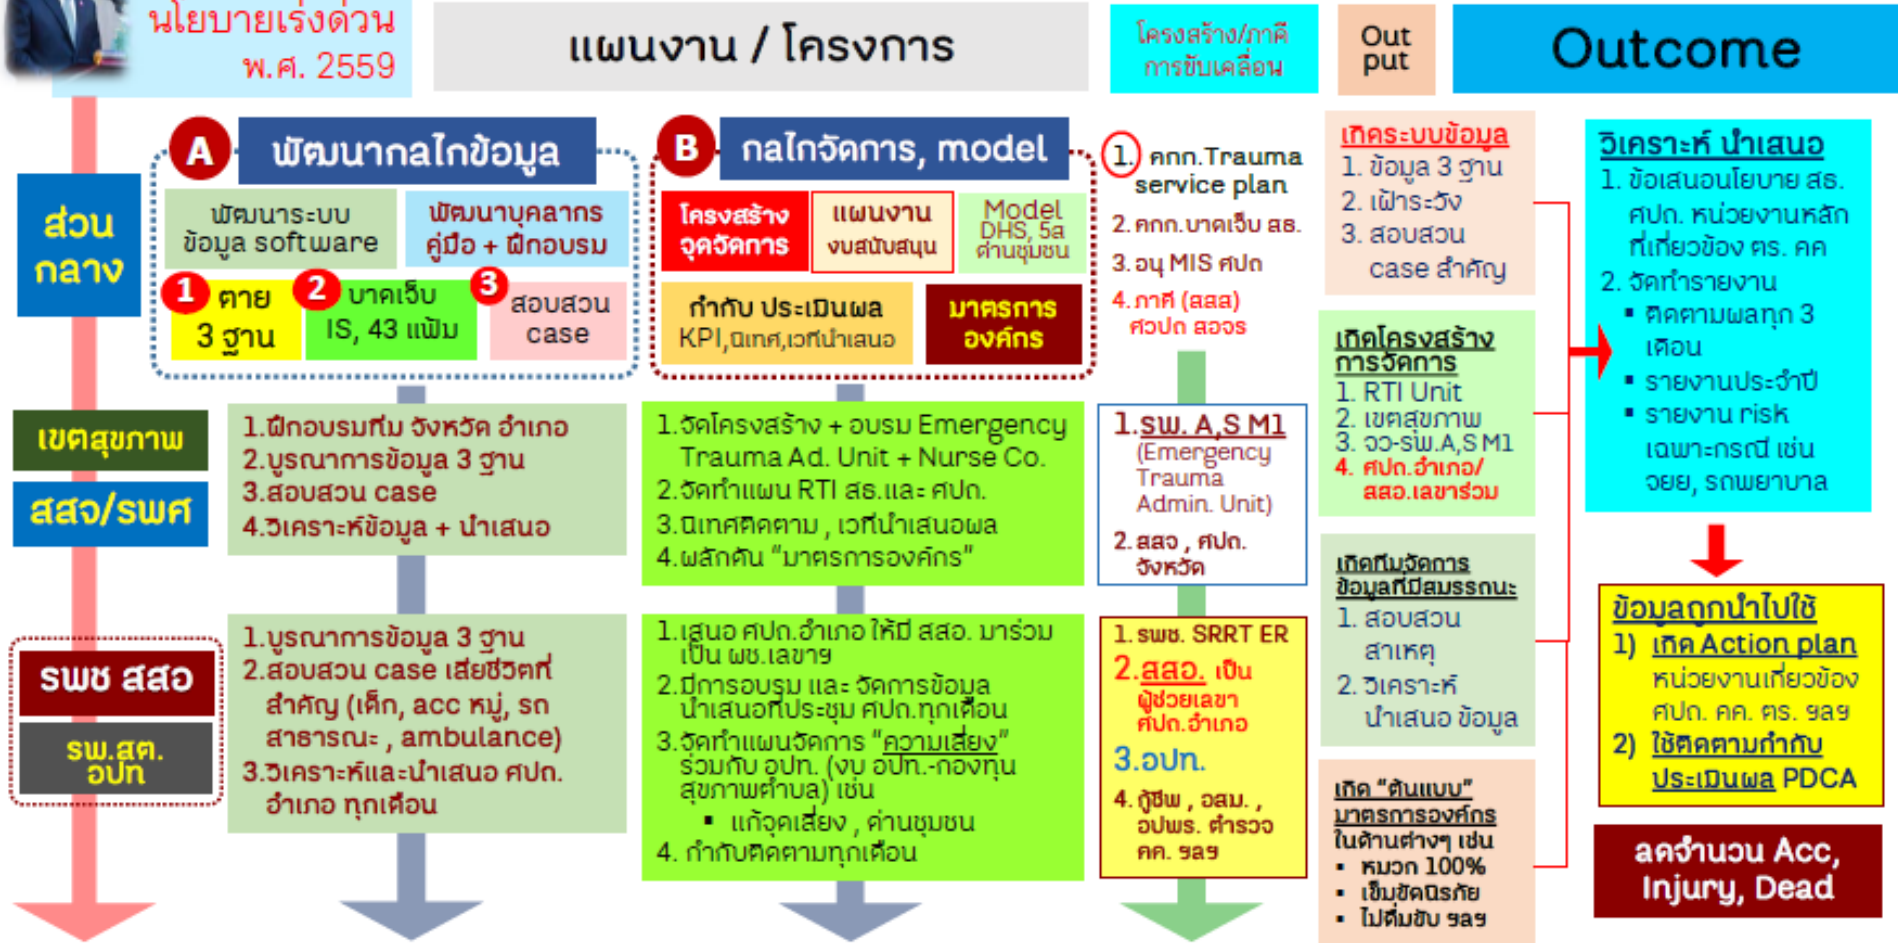 นโยบายเร่งด่วน
พ.ศ. 2559
แผนงาน / โครงการ
โครงสร้าง/ภาคี
การขับเคลื่อน
Out
put
Outcome
ส่วน
กลาง
A
พัฒนากลไกข้อมูล
พัฒนาระบบ
ข้อมูล software
พัฒนาบุคลากร
คู่มือ + ฝึกอบรม
1 ตาย
3 ฐาน
2 บาดเจ็บ
IS, 43 แฟ้ม
3 สอบสวน
case
B
กลไกจัดการ, model
โครงสร้าง
จุดจัดการ
แผนงาน
งบสนับสนุน
Model
DHS, 5ส
ด่านชุมชน
กำกับ ประเมินผล
KPI,นิเทศ,เวทีนำเสนอ
มาตรการ
องค์กร
1. คกก.Trauma
service plan
2. คกก.บาดเจ็บ สธ.
3. อนุ MIS ศปถ
4. ภาคี (สสส)
ศวปถ สอจร
เกิดระบบข้อมูล
1. ข้อมูล 3 ฐาน
2. เฝ้าระวัง
3. สอบสวน
case สำคัญ
วิเคราะห์ นำเสนอ
1. ข้อเสนอนโยบาย สธ.
ศปถ. หน่วยงานหลัก
ที่เกี่ยวข้อง ตร. คค
2. จัดทำรายงาน
▪ ติดตามผลทุก 3
เดือน
▪ รายงานประจำปี
▪ รายงาน risk
เฉพาะกรณี เช่น
จยย, รถพยาบาล
เขตสุขภาพ
สสจ/รพศ
1.ฝึกอบรมทีม จังหวัด อำเภอ
2.บูรณาการข้อมูล 3 ฐาน
3.สอบสวน case
4.วิเคราะห์ข้อมูล + นำเสนอ
1.จัดโครงสร้าง + อบรม Emergency
Trauma Ad. Unit + Nurse Co.
2.จัดทำแผน RTI สธ.และ ศปถ.
3.นิเทศติดตาม , เวทีนำเสนอผล
4.ผลักดัน “มาตรการองค์กร”
1.รพ. A,S M1
(Emergency
Trauma
Admin. Unit)
2. สสจ , ศปถ.
จังหวัด
เกิดโครงสร้าง
การจัดการ
1. RTI Unit
2. เขตสุขภาพ
3. จว-รพ.A,S M1
4. ศปถ.อำเภอ/
สสอ.เลขาร่วม
เกิดทีมจัดการ
ข้อมูลที่มีสมรรถนะ
1. สอบสวน
สาเหตุ
2. วิเคราะห์
นำเสนอ ข้อมูล
รพช สสอ
รพ.สต.
อปท
1.บูรณาการข้อมูล 3 ฐาน
2.สอบสวน case เสียชีวิตที่
สำคัญ (เด็ก, acc หมู่, รถ
สาธารณะ , ambulance)
3.วิเคราะห์และนำเสนอ ศปถ.
อำเภอ ทุกเดือน
1.เสนอ ศปถ.อำเภอ ให้มี สสอ. มาร่วม
เป็น ผช.เลขาฯ
2.มีการอบรม และ จัดการข้อมูล
นำเสนอที่ประชุม ศปถ.ทุกเดือน
3.จัดทำแผนจัดการ “ความเสี่ยง”
ร่วมกับ อปท. (งบ อปท.-กองทุน
สุขภาพตำบล) เช่น
▪ แก้จุดเสี่ยง , ด่านชุมชน
4. กำกับติดตามทุกเดือน
1. รพช. SRRT ER
2.สสอ. เป็น
ผู้ช่วยเลขา
ศปถ.อำเภอ
3.อปท.
4. กู้ชีพ , อสม. ,
อปพร. ตำรวจ
คค. ฯลฯ
เกิด “ต้นแบบ”
มาตรการองค์กร
ในด้านต่างๆ เช่น
▪ หมวก 100%
▪ เข็มขัดนิรภัย
▪ ไม่ดื่มขับ ฯลฯ
ข้อมูลถูกนำไปใช้
1) เกิด Action plan
หน่วยงานเกี่ยวข้อง
ศปถ. คค. ตร. ฯลฯ
2) ใช้ติดตามกำกับ
ประเมินผล PDCA
ลดจำนวน Acc,
Injury, Dead